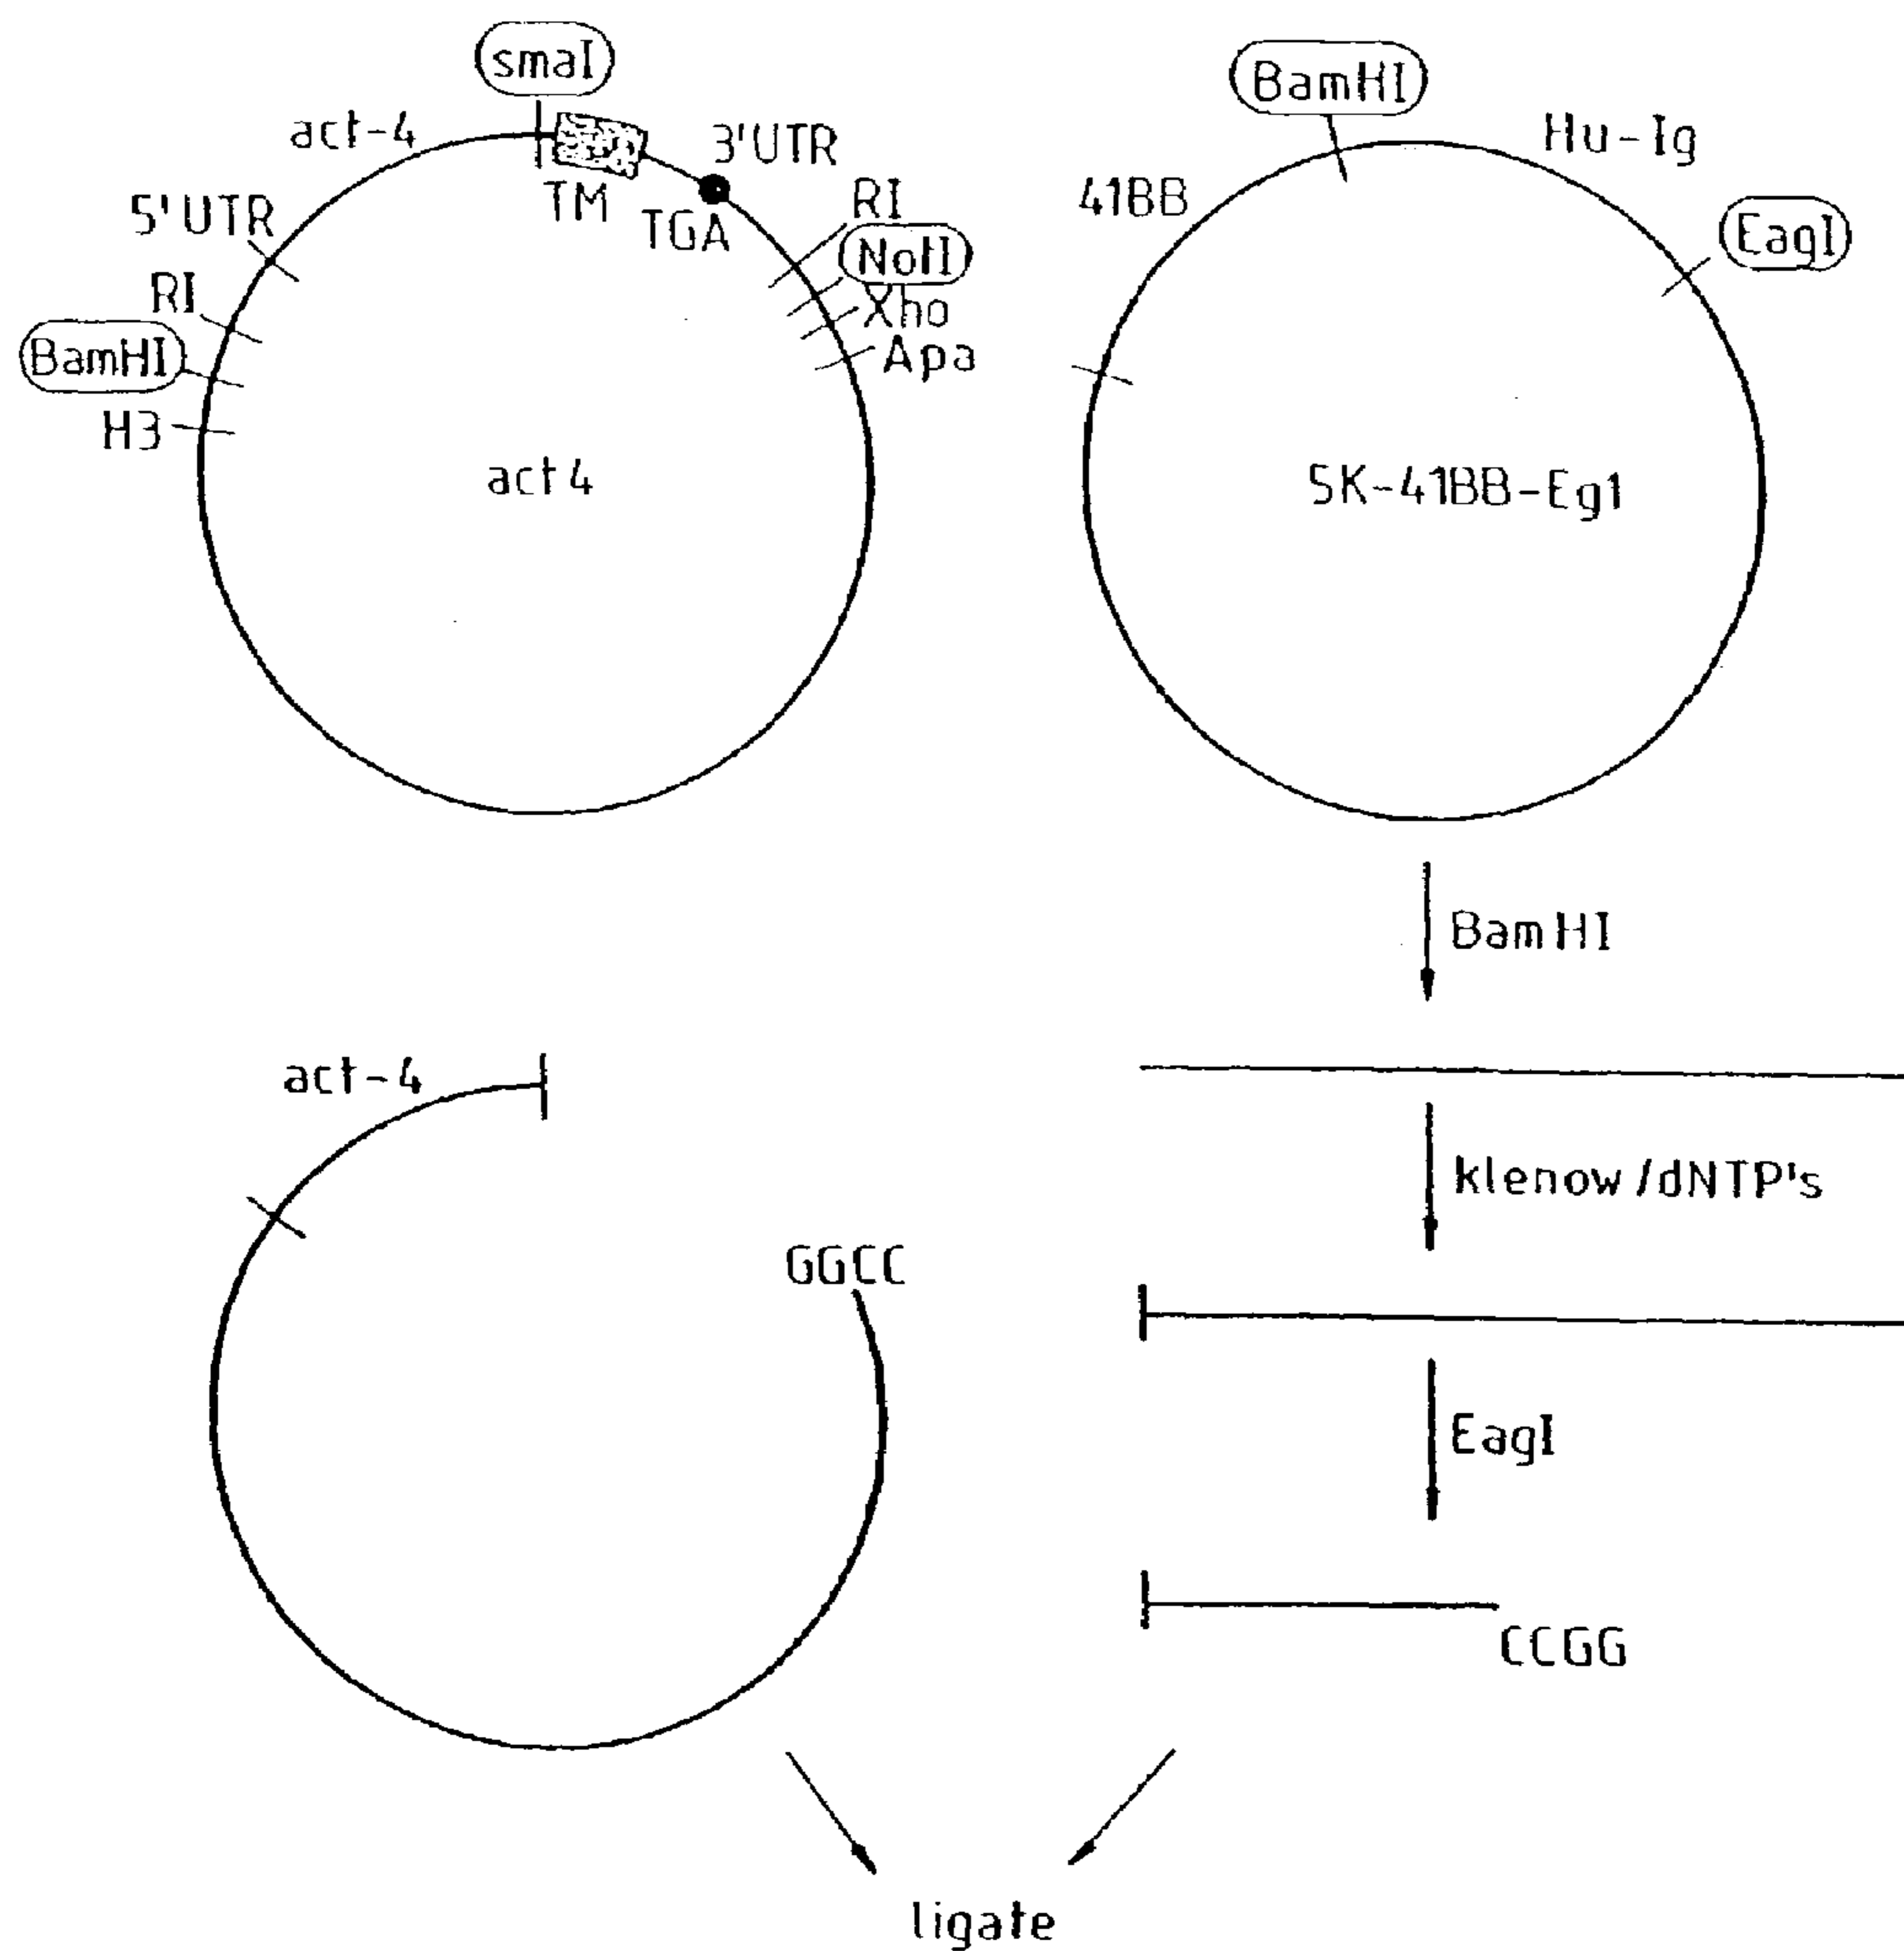 smaI
act-4
3'UTR
TM
TGA
5'UTR
RI
RI
NotI
Xho
Apa
BamHI
H3
act4
BamHI
Hu-Ig
41BB
EagI
SK-41BB-Eg1
BamHI
klenow/dNTP's
EagI
CCGG
act-4
GGCC
ligate